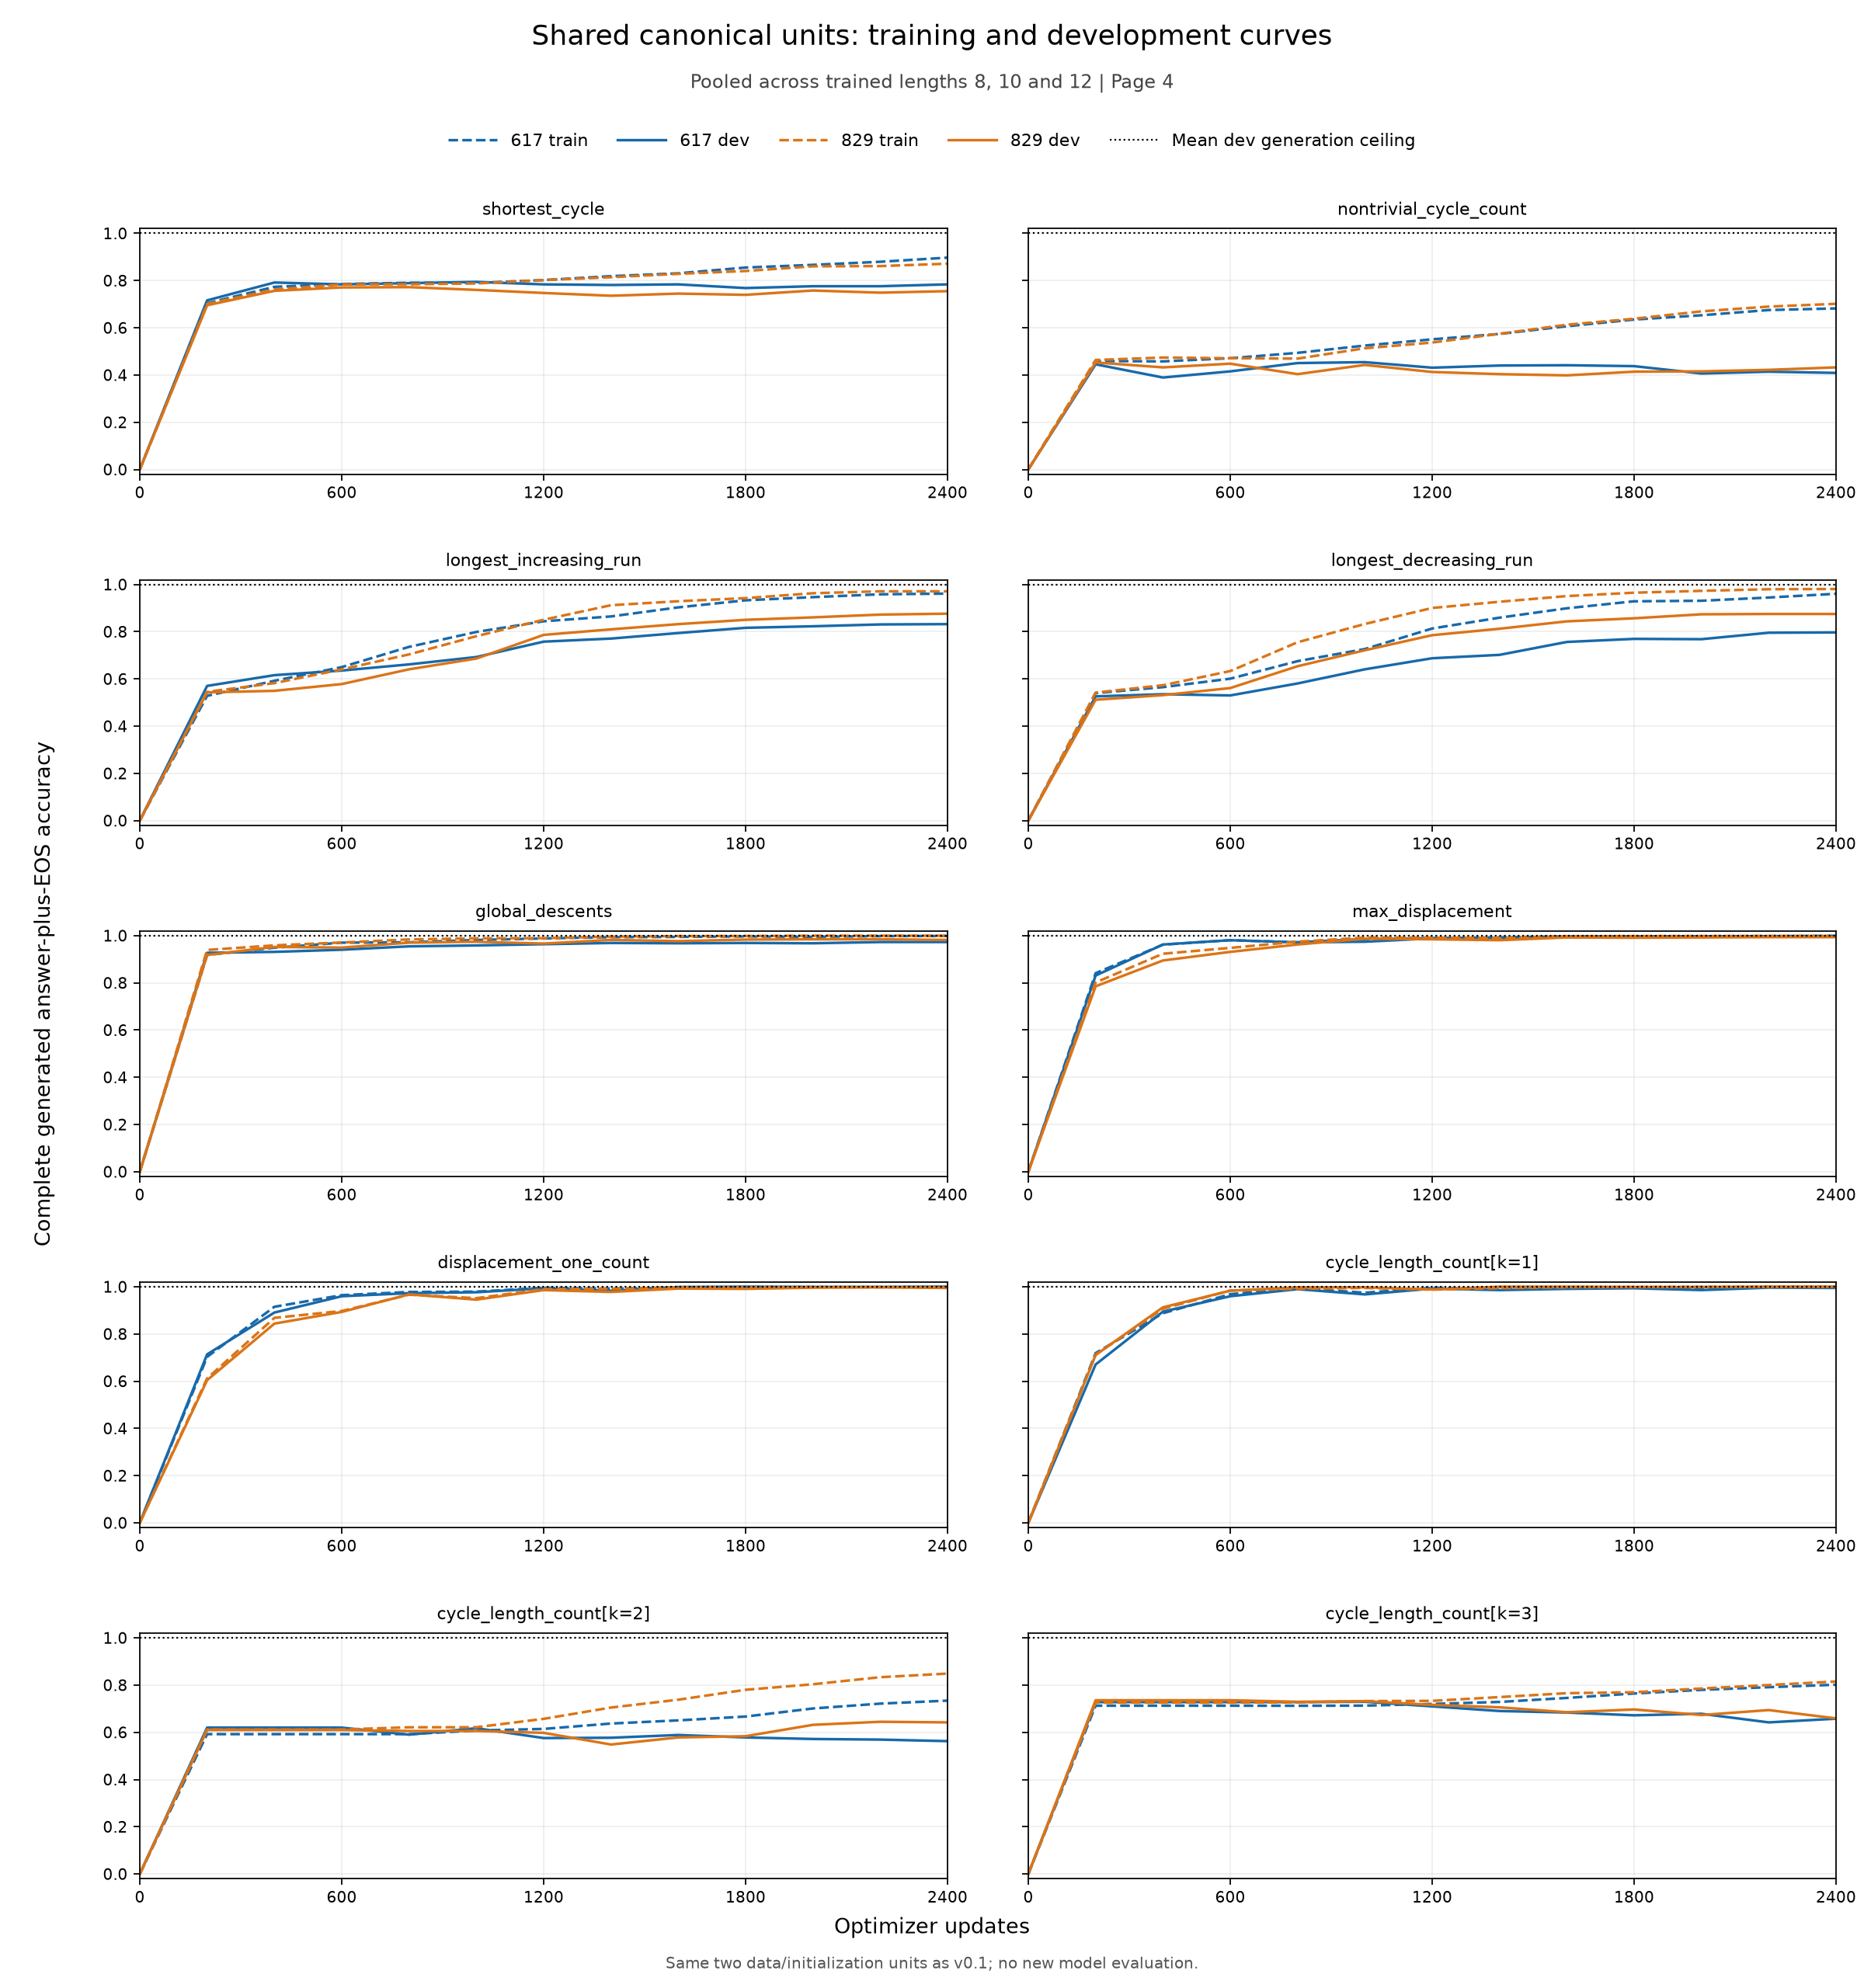 Shared canonical units: training and development curves
Pooled across trained lengths 8, 10 and 12 | Page 4
617 train 617 dev 829 train 829 dev Mean dev generation ceiling
shortest_cycle nontrivial_cycle_count
1.0
0.8
0.6
0.4
0.2
0.0
0 600 1200 1800 2400 0 600 1200 1800 2400
longest_increasing_run longest_decreasing_run
1.0
0.8
0.6
0.4
0.2
0.0
0 600 1200 1800 2400 0 600 1200 1800 2400
Complete generated answer-plus-EOS accuracy
global_descents max_displacement
1.0
0.8
0.6
0.4
0.2
0.0
0 600 1200 1800 2400 0 600 1200 1800 2400
displacement_one_count cycle_length_count[k=1]
1.0
0.8
0.6
0.4
0.2
0.0
0 600 1200 1800 2400 0 600 1200 1800 2400
cycle_length_count[k=2] cycle_length_count[k=3]
1.0
0.8
0.6
0.4
0.2
0.0
0 600 1200 1800 2400 0 600 1200 1800 2400
Optimizer updates
Same two data/initialization units as v0.1; no new model evaluation.